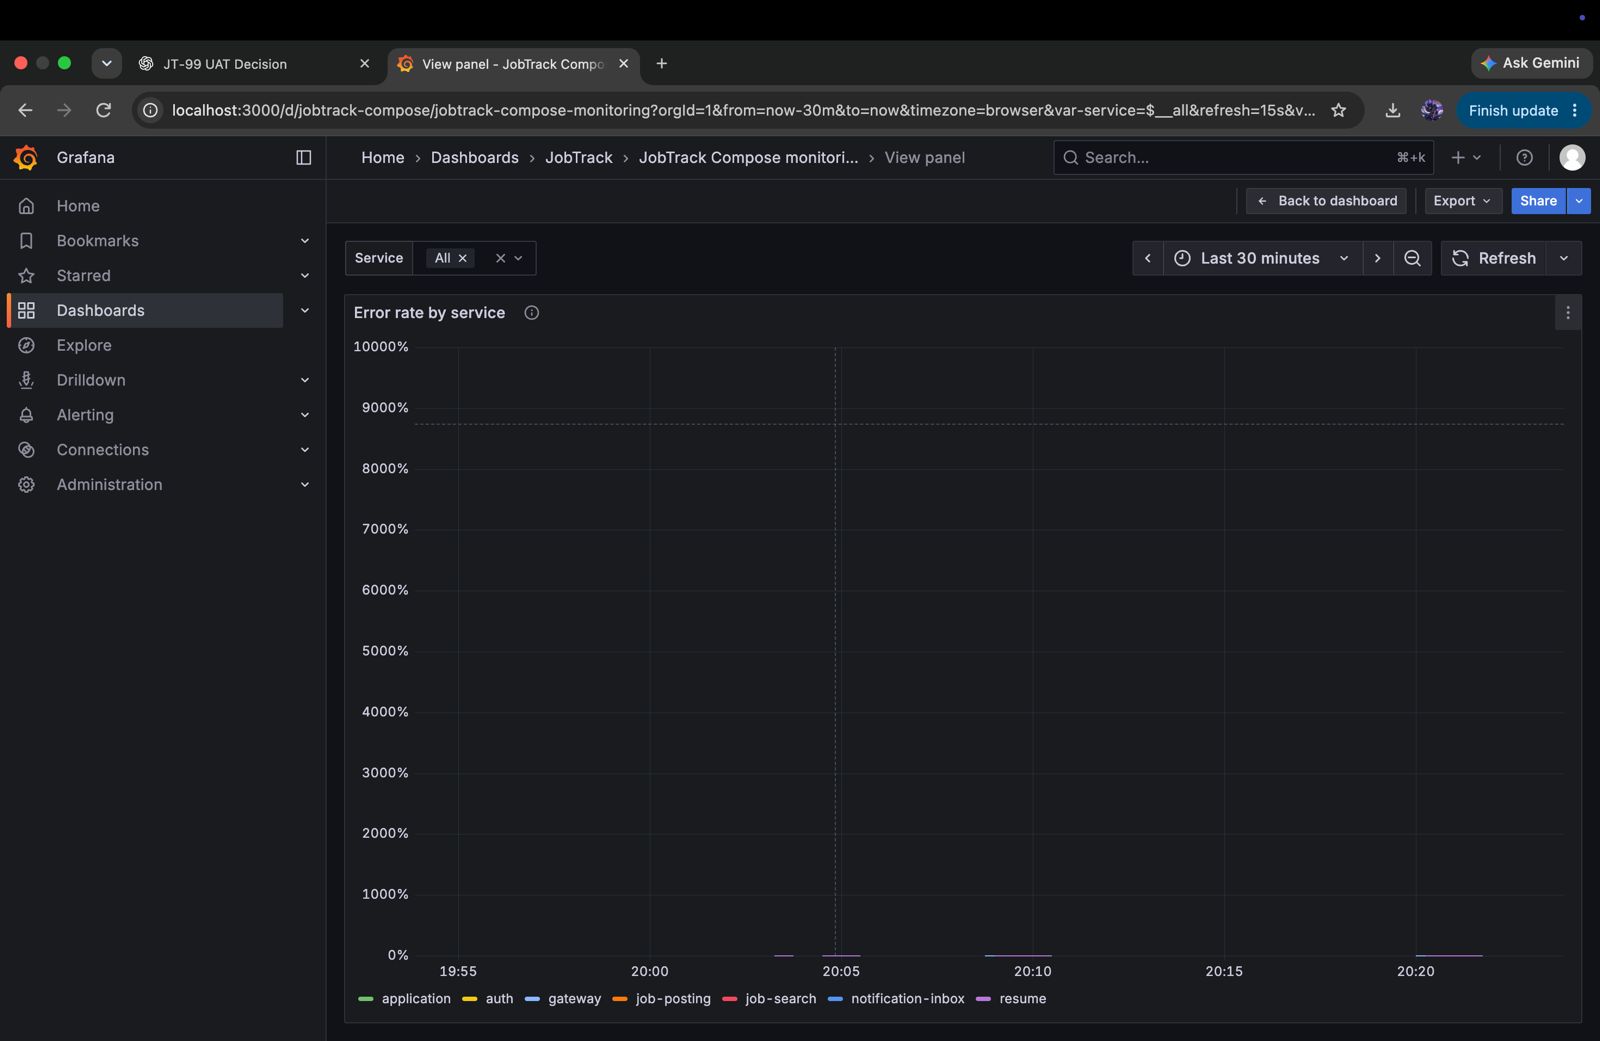 JT-99 UAT Decision
View panel - JobTrack Compo
Ask Gemini
localhost:3000/d/jobtrack-compose/jobtrack-compose-monitoring?orgId=1&from=now-30m&to=now&timezone=browser&var-service=$__all&refresh=15s&v...
Finish update
Grafana
Home › Dashboards › JobTrack › JobTrack Compose monitori... › View panel
Search...
⌘+k
Home
Bookmarks
Starred
Dashboards
Explore
Drilldown
Alerting
Connections
Administration
Back to dashboard
Export
Share
Service
All
Last 30 minutes
Refresh
Error rate by service
10000%
9000%
8000%
7000%
6000%
5000%
4000%
3000%
2000%
1000%
0%
19:55 20:00 20:05 20:10 20:15 20:20
application auth gateway job-posting job-search notification-inbox resume